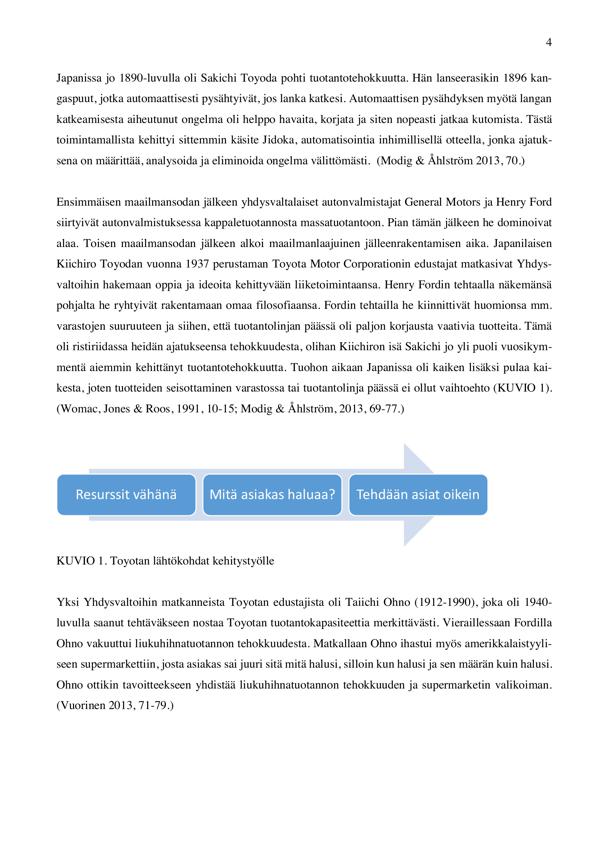 4
Japanissa jo 1890-luvulla oli Sakichi Toyoda pohti tuotantotehokkuutta. Hän lanseerasikin 1896 kan-
gaspuut, jotka automaattisesti pysähtyivät, jos lanka katkesi. Automaattisen pysähdyksen myötä langan
katkeamisesta aiheutunut ongelma oli helppo havaita, korjata ja siten nopeasti jatkaa kutomista. Tästä
toimintamallista kehittyi sittemmin käsite Jidoka, automatisointia inhimillisellä otteella, jonka ajatuk-
sena on määrittää, analysoida ja eliminoida ongelma välittömästi. (Modig & Åhlström 2013, 70.)
Ensimmäisen maailmansodan jälkeen yhdysvaltalaiset autonvalmistajat General Motors ja Henry Ford
siirtyivät autonvalmistuksessa kappaletuotannosta massatuotantoon. Pian tämän jälkeen he dominoivat
alaa. Toisen maailmansodan jälkeen alkoi maailmanlaajuinen jälleenrakentamisen aika. Japanilaisen
Kiichiro Toyodan vuonna 1937 perustaman Toyota Motor Corporationin edustajat matkasivat Yhdys-
valtoihin hakemaan oppia ja ideoita kehittyvään liiketoimintaansa. Henry Fordin tehtaalla näkemänsä
pohjalta he ryhtyivät rakentamaan omaa filosofiaansa. Fordin tehtailla he kiinnittivät huomionsa mm.
varastojen suuruuteen ja siihen, että tuotantolinjan päässä oli paljon korjausta vaativia tuotteita. Tämä
oli ristiriidassa heidän ajatukseensa tehokkuudesta, olihan Kiichiron isä Sakichi jo yli puoli vuosikym-
mentä aiemmin kehittänyt tuotantotehokkuutta. Tuohon aikaan Japanissa oli kaiken lisäksi pulaa kai-
kesta, joten tuotteiden seisottaminen varastossa tai tuotantolinja päässä ei ollut vaihtoehto (KUVIO 1).
(Womac, Jones & Roos, 1991, 10-15; Modig & Åhlström, 2013, 69-77.)
Resurssit vähänä Mitä asiakas haluaa? Tehdään asiat oikein
KUVIO 1. Toyotan lähtökohdat kehitystyölle
Yksi Yhdysvaltoihin matkanneista Toyotan edustajista oli Taiichi Ohno (1912-1990), joka oli 1940-
luvulla saanut tehtäväkseen nostaa Toyotan tuotantokapasiteettia merkittävästi. Vieraillessaan Fordilla
Ohno vakuuttui liukuhihnatuotannon tehokkuudesta. Matkallaan Ohno ihastui myös amerikkalaistyyli-
seen supermarkettiin, josta asiakas sai juuri sitä mitä halusi, silloin kun halusi ja sen määrän kuin halusi.
Ohno ottikin tavoitteekseen yhdistää liukuhihnatuotannon tehokkuuden ja supermarketin valikoiman.
(Vuorinen 2013, 71-79.)